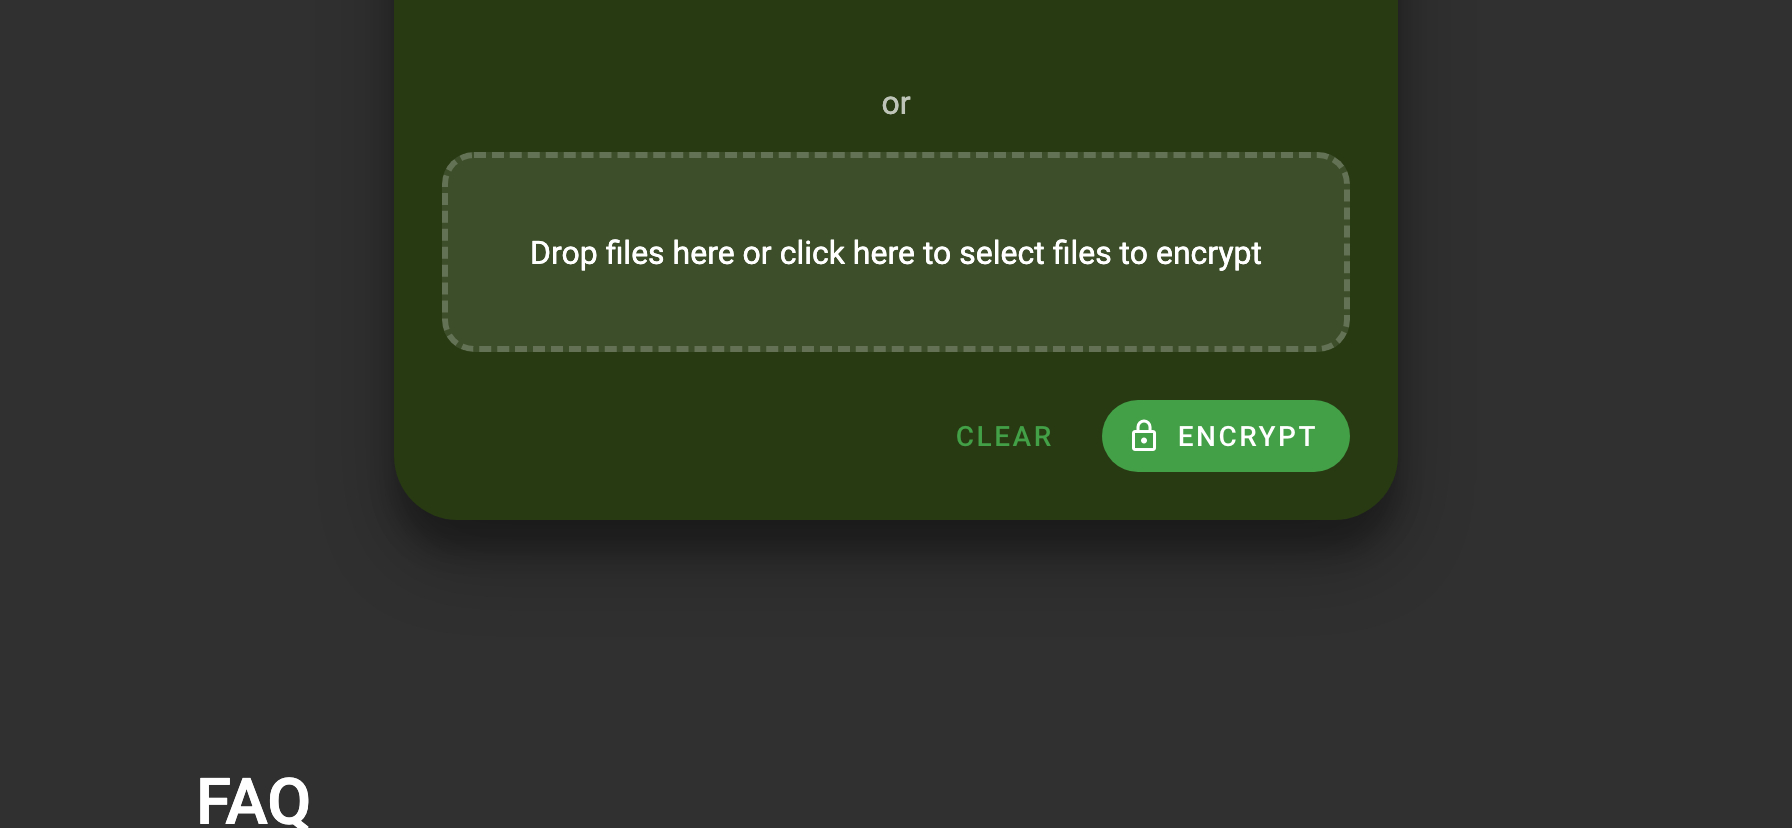 or
Drop files here or click here to select files to encrypt
CLEAR
ENCRYPT
FAQ